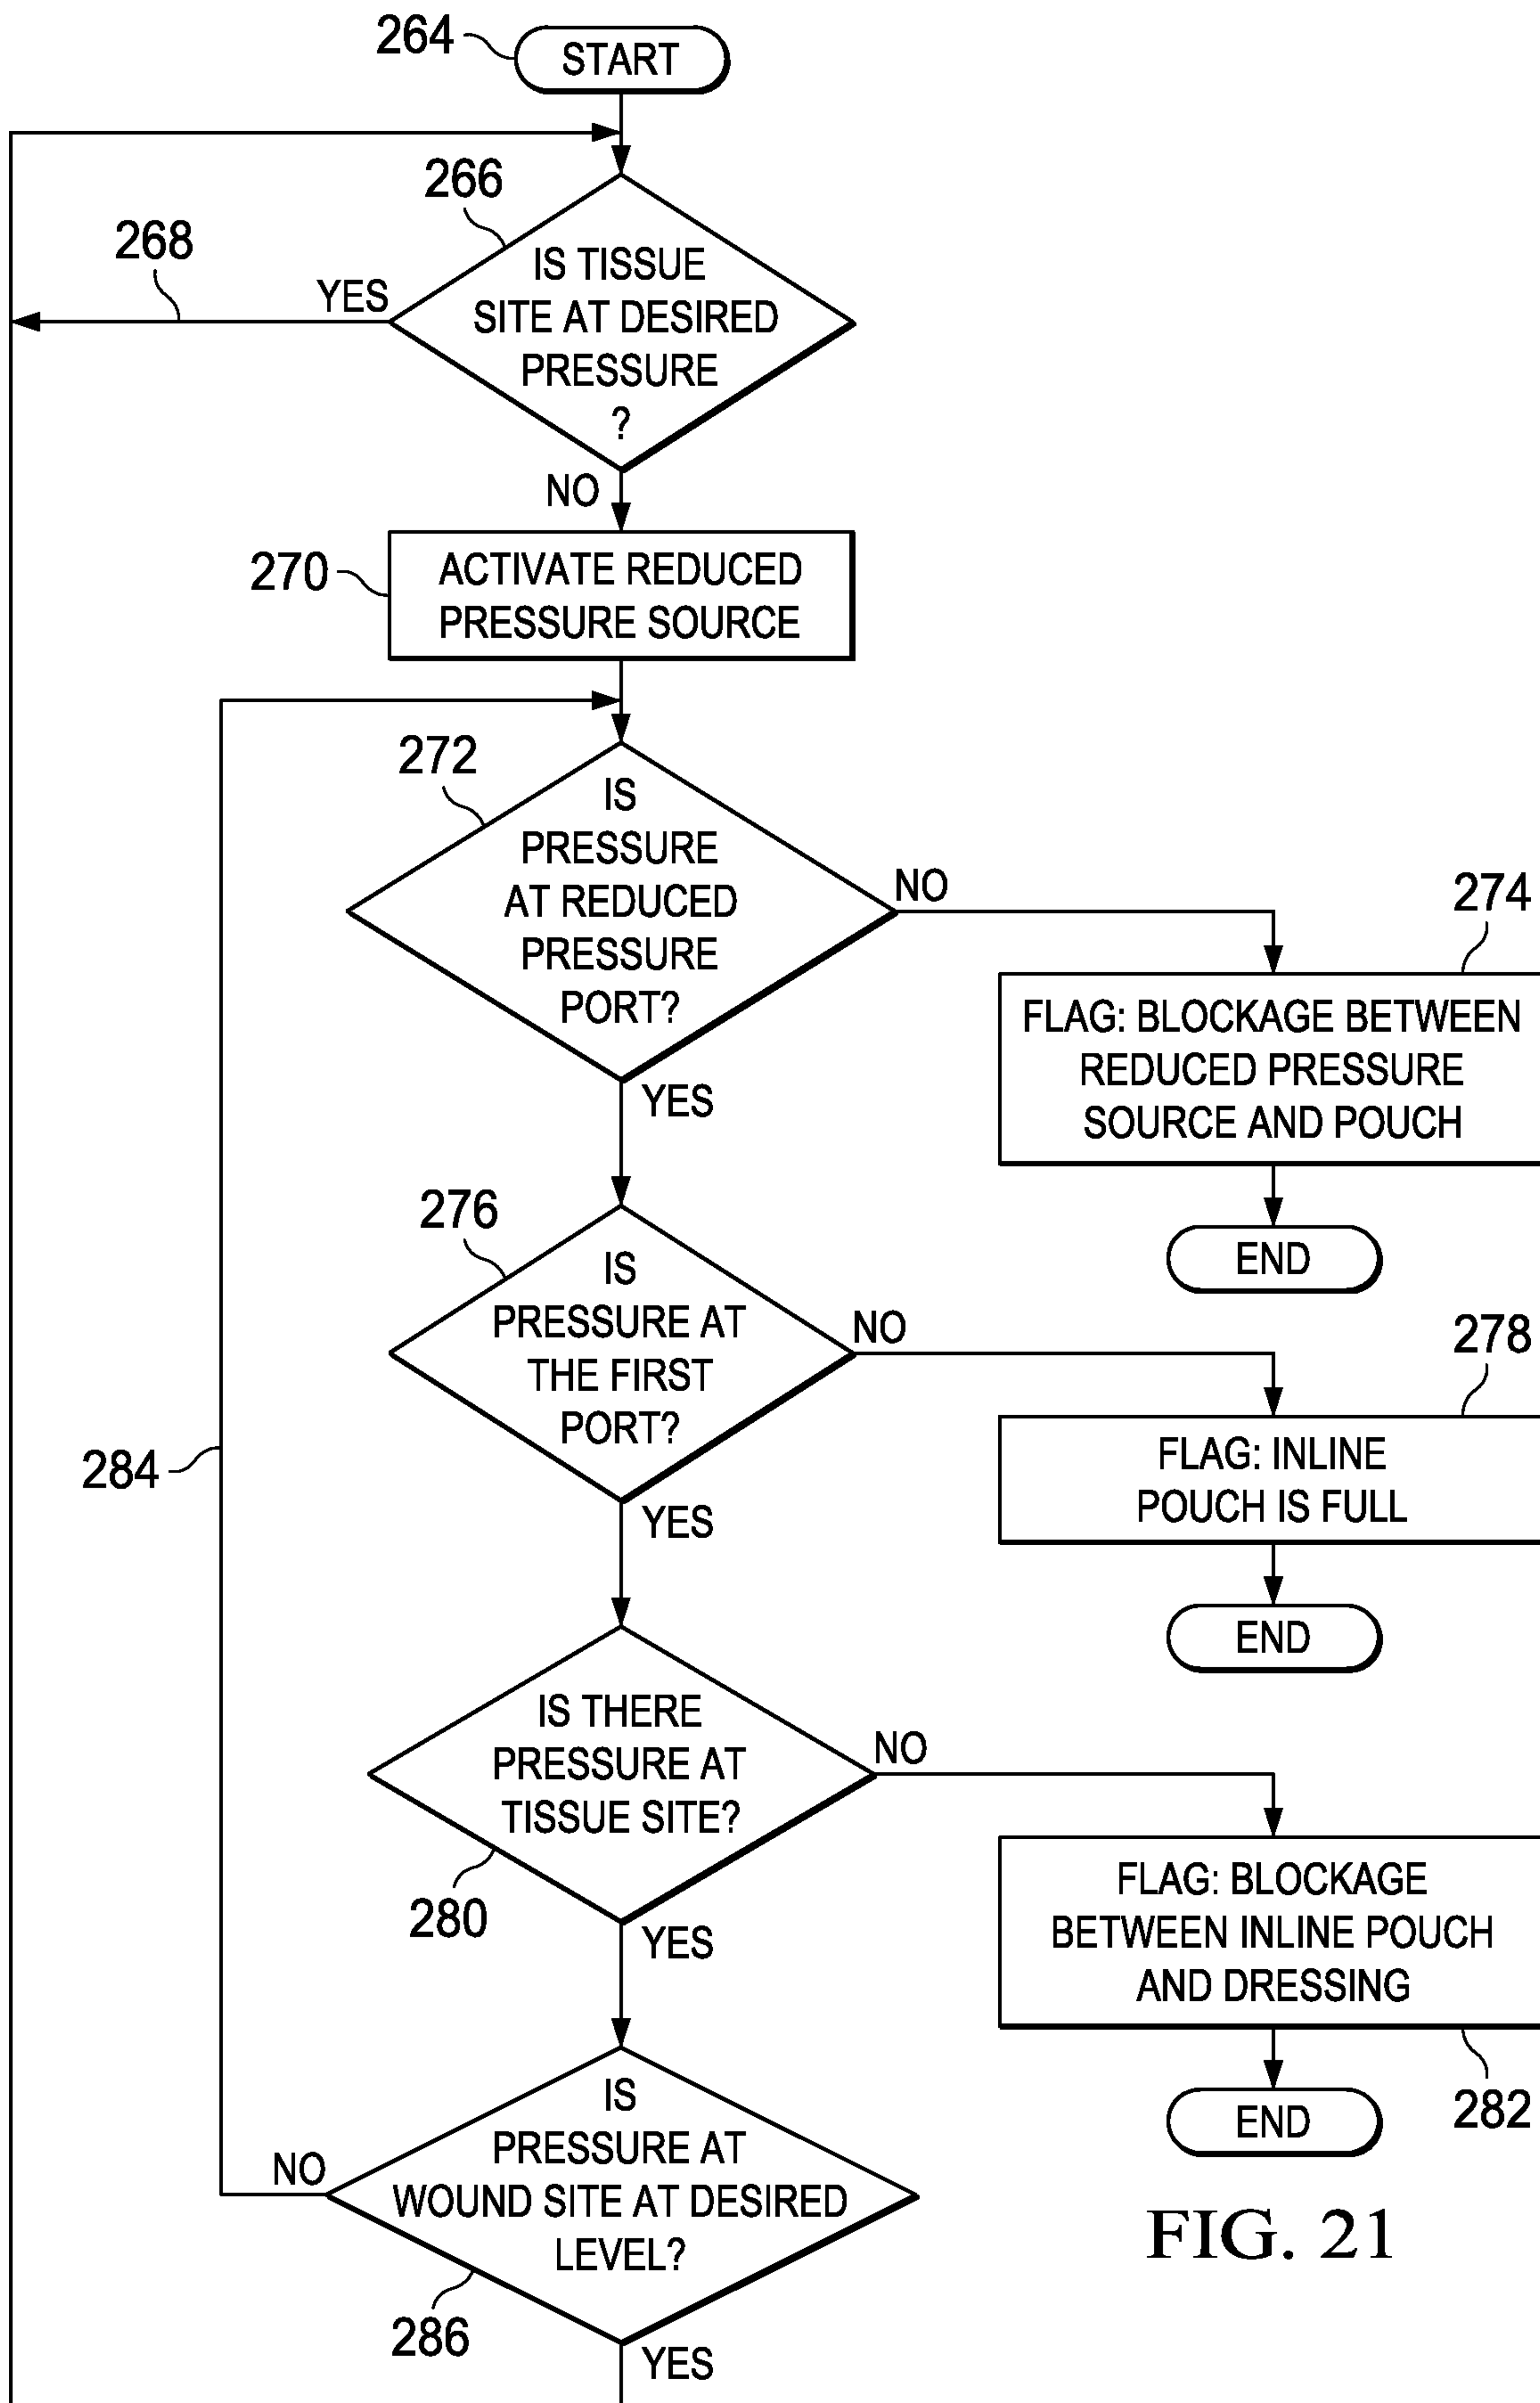 264
START
266
268
YES
IS TISSUE
SITE AT DESIRED
PRESSURE
?
NO
270
ACTIVATE REDUCED
PRESSURE SOURCE
272
IS
PRESSURE
AT REDUCED
PRESSURE
PORT?
NO
274
FLAG: BLOCKAGE BETWEEN
REDUCED PRESSURE
SOURCE AND POUCH
YES
END
276
IS
PRESSURE AT
THE FIRST
PORT?
NO
278
FLAG: INLINE
POUCH IS FULL
284
YES
END
IS THERE
PRESSURE AT
TISSUE SITE?
NO
280
FLAG: BLOCKAGE
BETWEEN INLINE POUCH
AND DRESSING
YES
282
END
IS
PRESSURE AT
WOUND SITE AT DESIRED
LEVEL?
NO
286
YES
FIG. 21